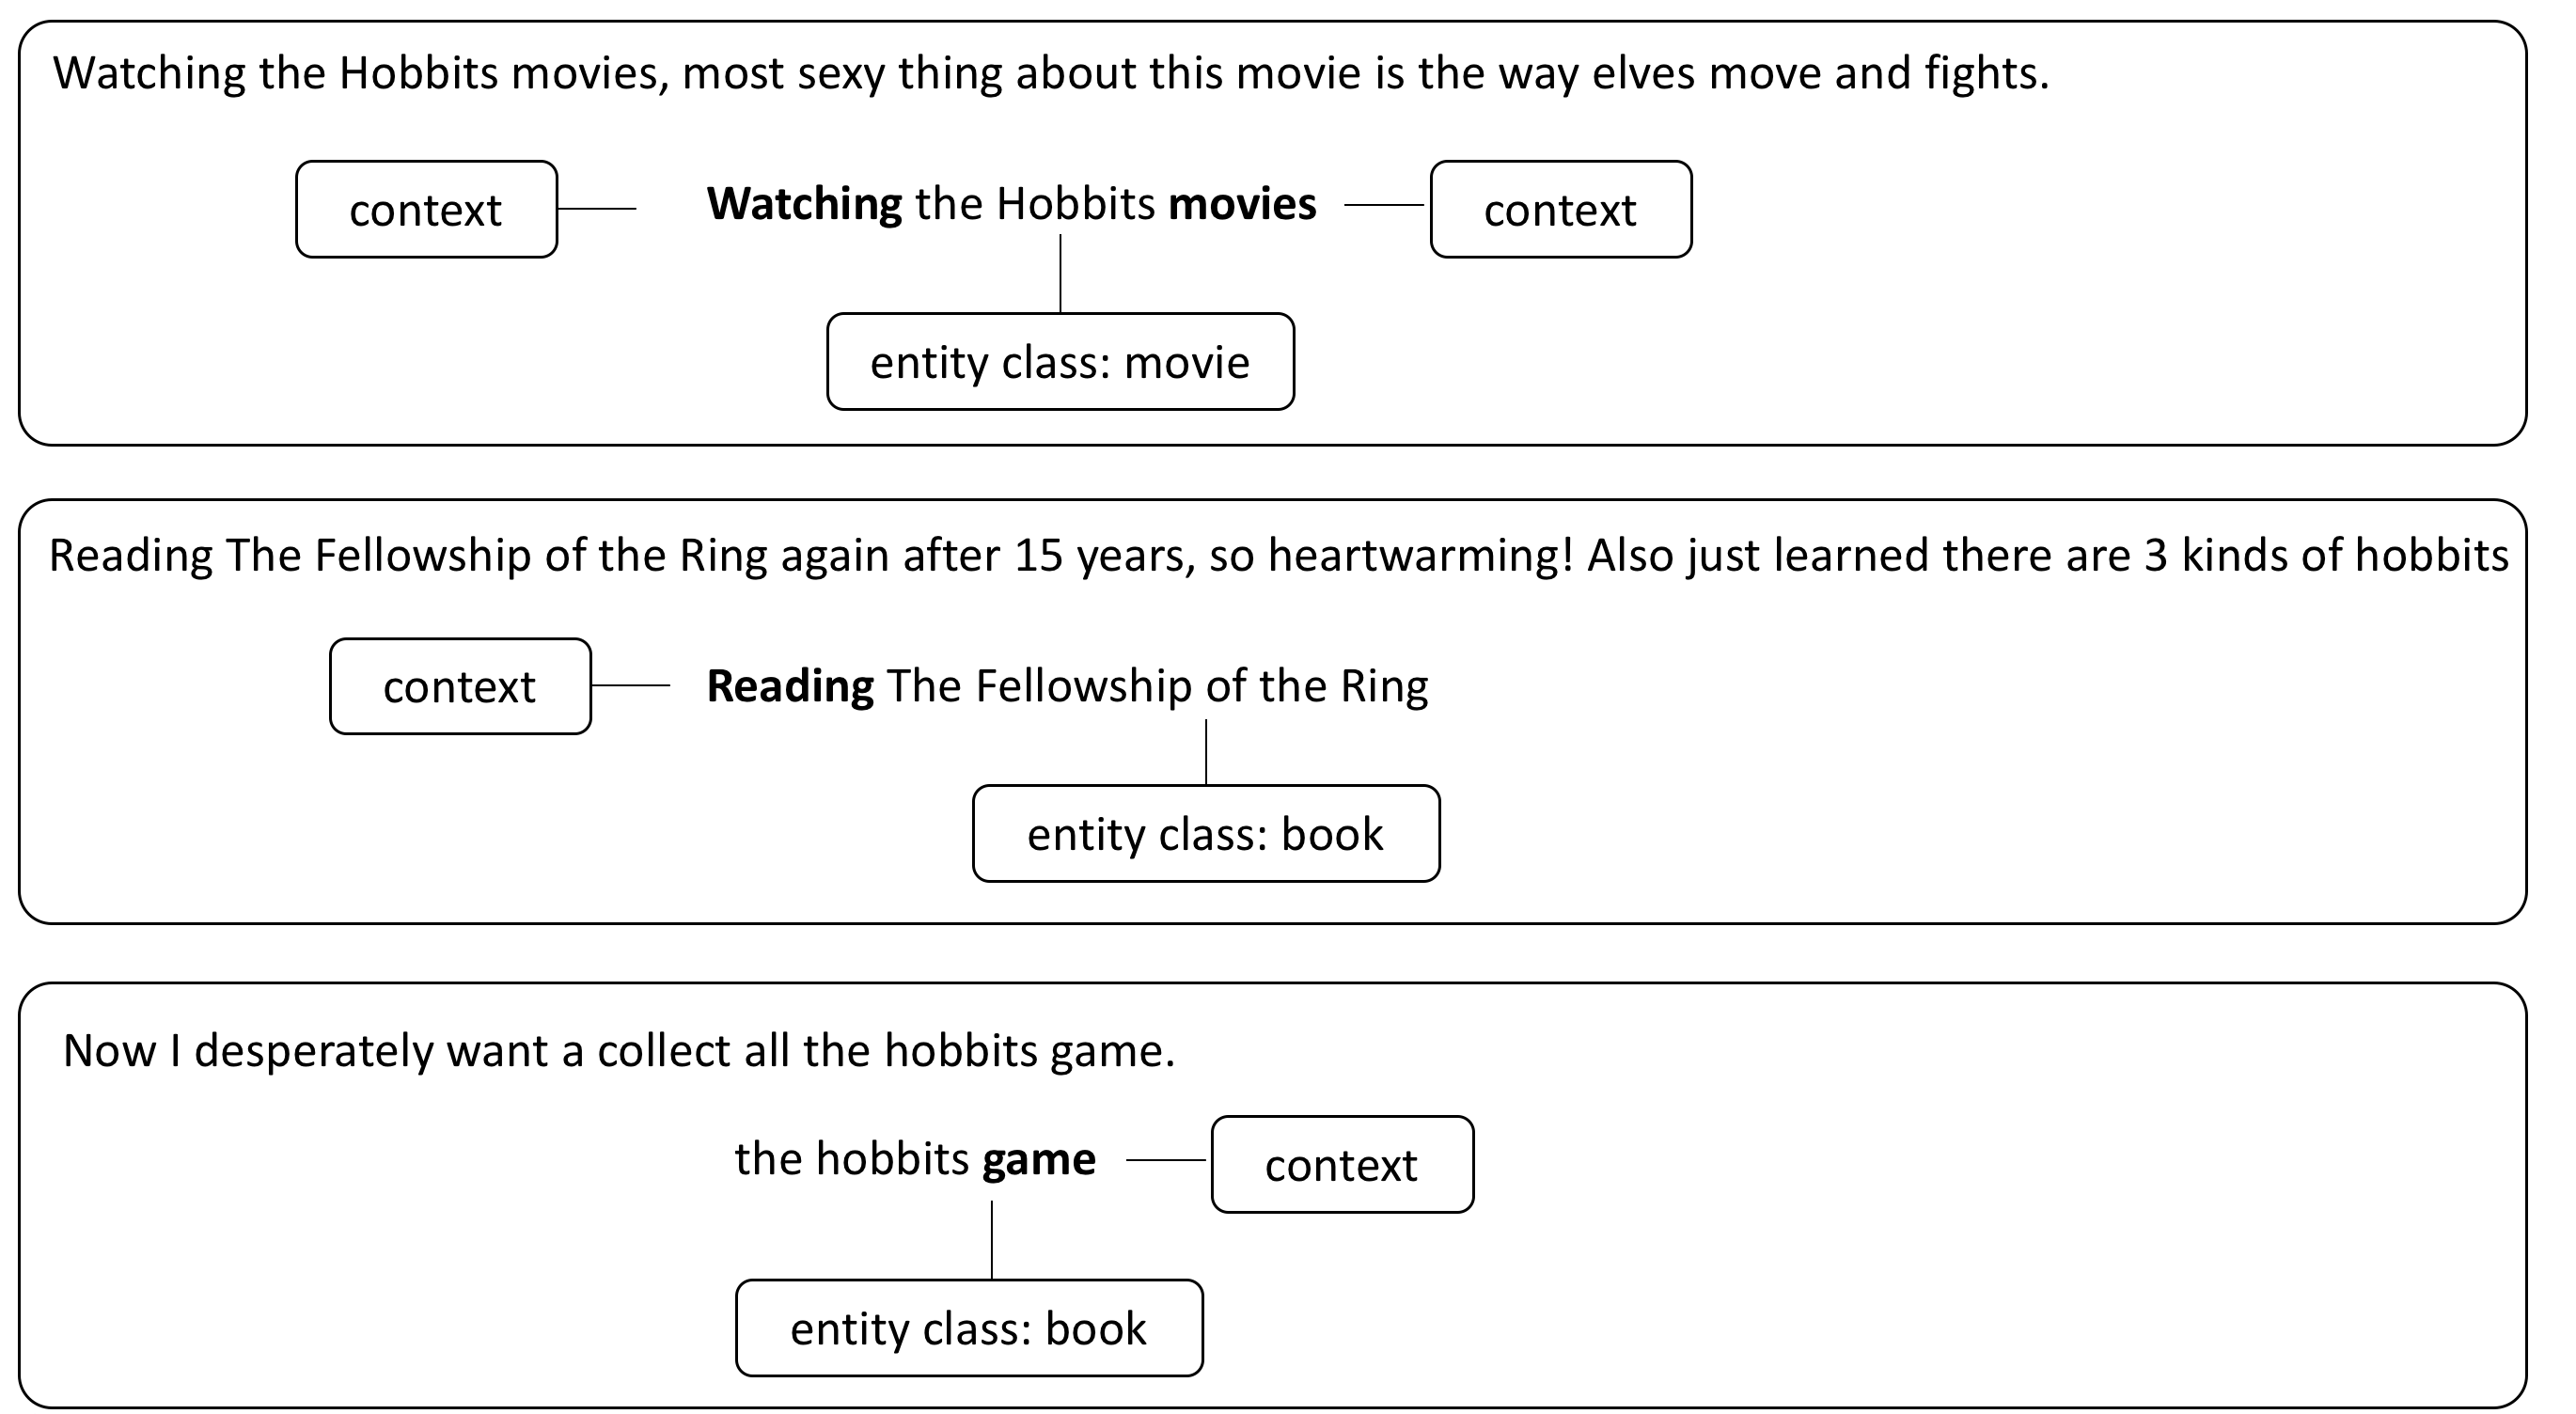 Watching the Hobbits movies, most sexy thing about this movie is the way elves move and fights.
context
Watching the Hobbits movies
context
entity class: movie
Reading The Fellowship of the Ring again after 15 years, so heartwarming! Also just learned there are 3 kinds of hobbits
context
Reading The Fellowship of the Ring
entity class: book
Now I desperately want a collect all the hobbits game.
the hobbits game
context
entity class: book